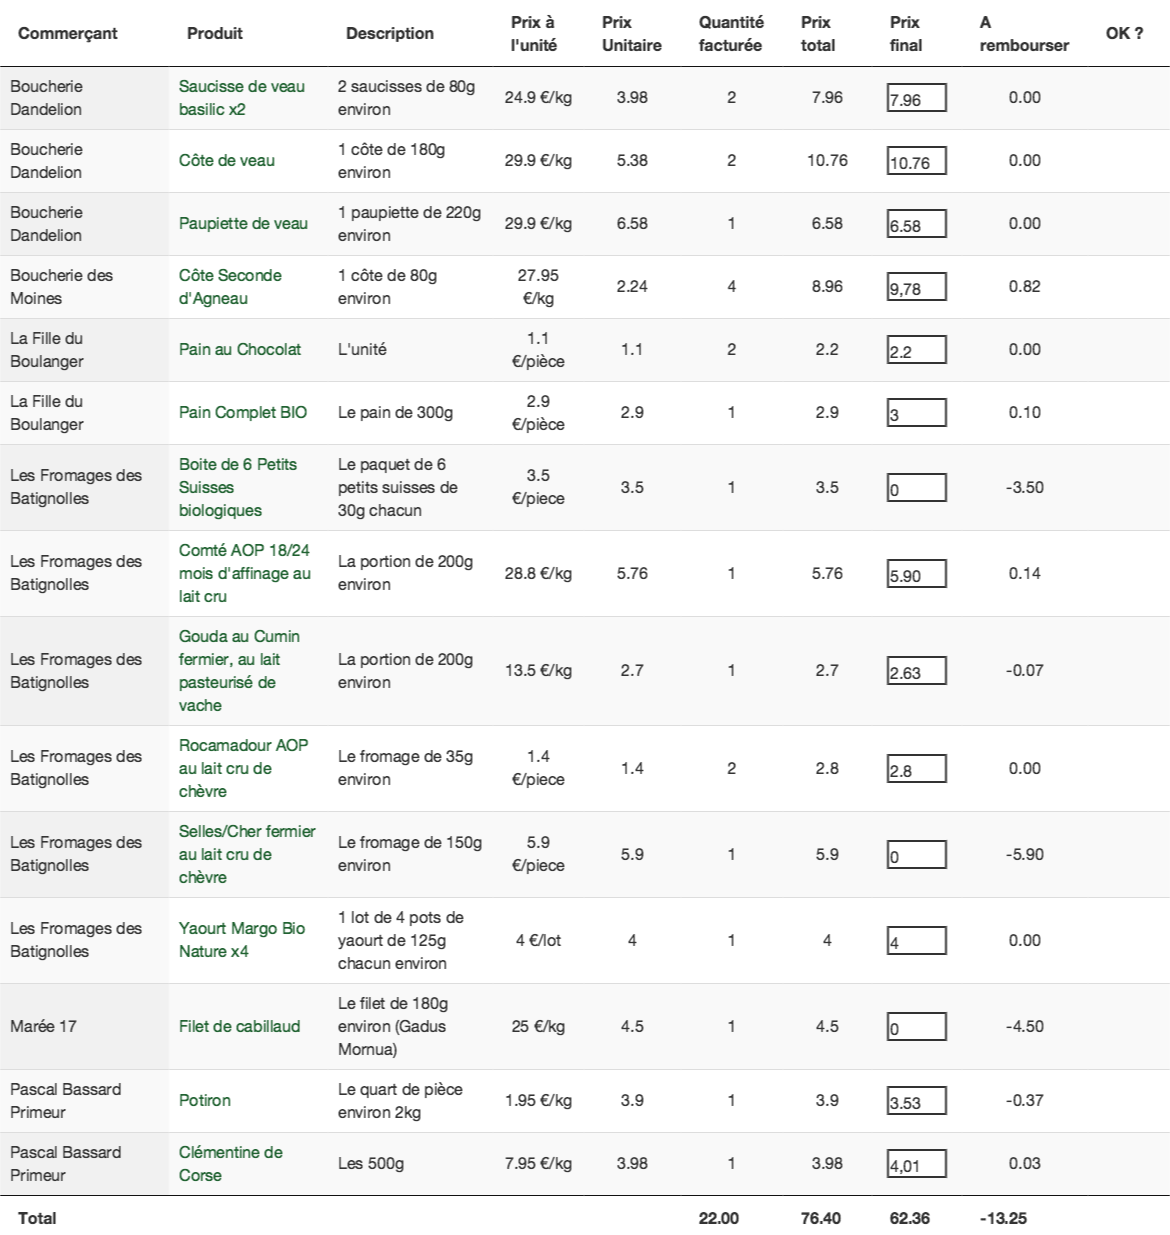 Commerçant Produit Description Prix à l'unité Prix Unitaire Quantité facturée Prix total Prix final A rembourser OK ?
Boucherie Dandelion Saucisse de veau basilic x2 2 saucisses de 80g environ 24.9 €/kg 3.98 2 7.96 7.96 0.00
Boucherie Dandelion Côte de veau 1 côte de 180g environ 29.9 €/kg 5.38 2 10.76 10.76 0.00
Boucherie Dandelion Paupiette de veau 1 paupiette de 220g environ 29.9 €/kg 6.58 1 6.58 6.58 0.00
Boucherie des Moines Côte Seconde d'Agneau 1 côte de 80g environ 27.95 €/kg 2.24 4 8.96 9,78 0.82
La Fille du Boulanger Pain au Chocolat L'unité 1.1 €/pièce 1.1 2 2.2 2.2 0.00
La Fille du Boulanger Pain Complet BIO Le pain de 300g 2.9 €/pièce 2.9 1 2.9 3 0.10
Les Fromages des Batignolles Boite de 6 Petits Suisses biologiques Le paquet de 6 petits suisses de 30g chacun 3.5 €/piece 3.5 1 3.5 0 -3.50
Les Fromages des Batignolles Comté AOP 18/24 mois d'affinage au lait cru La portion de 200g environ 28.8 €/kg 5.76 1 5.76 5.90 0.14
Les Fromages des Batignolles Gouda au Cumin fermier, au lait pasteurisé de vache La portion de 200g environ 13.5 €/kg 2.7 1 2.7 2.63 -0.07
Les Fromages des Batignolles Rocamadour AOP au lait cru de chèvre Le fromage de 35g environ 1.4 €/piece 1.4 2 2.8 2.8 0.00
Les Fromages des Batignolles Selles/Cher fermier au lait cru de chèvre Le fromage de 150g environ 5.9 €/piece 5.9 1 5.9 0 -5.90
Les Fromages des Batignolles Yaourt Margo Bio Nature x4 1 lot de 4 pots de yaourt de 125g chacun environ 4 €/lot 4 1 4 4 0.00
Marée 17 Filet de cabillaud Le filet de 180g environ (Gadus Mornua) 25 €/kg 4.5 1 4.5 0 -4.50
Pascal Bassard Primeur Potiron Le quart de pièce environ 2kg 1.95 €/kg 3.9 1 3.9 3.53 -0.37
Pascal Bassard Primeur Clémentine de Corse Les 500g 7.95 €/kg 3.98 1 3.98 4,01 0.03
Total 22.00 76.40 62.36 -13.25